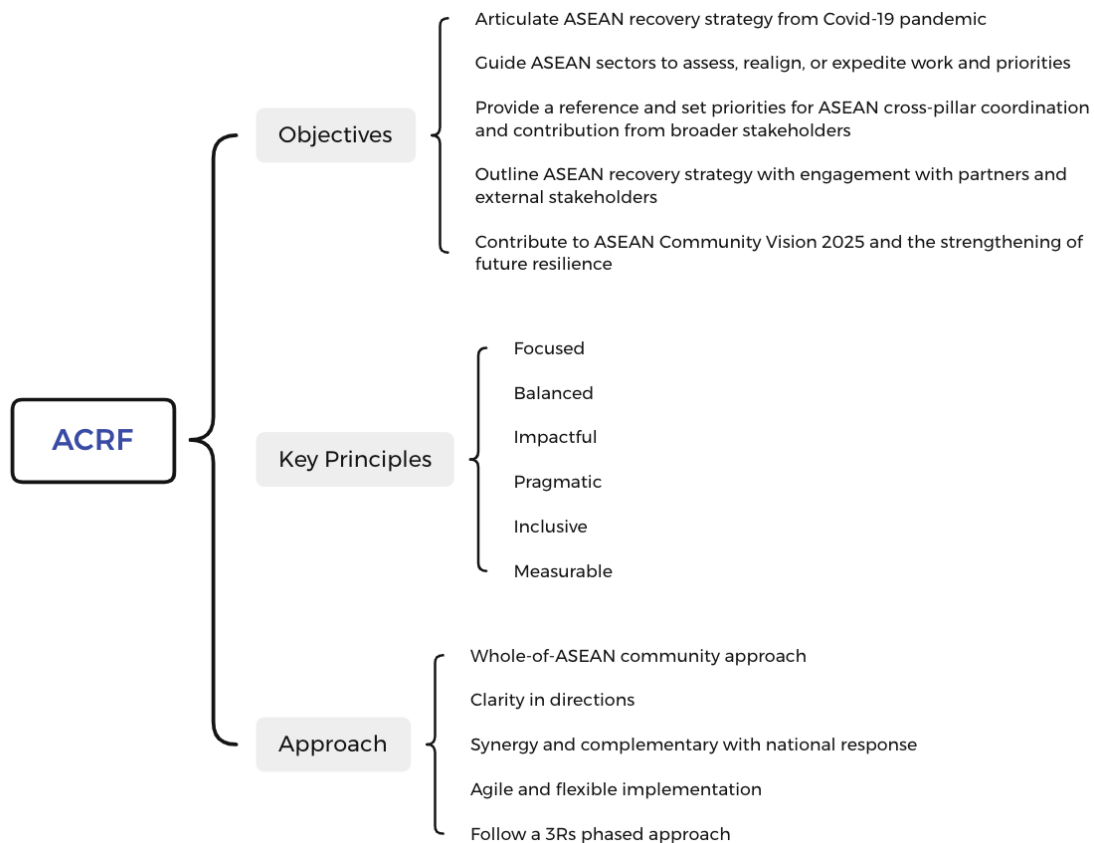 ACRF
Objectives
Articulate ASEAN recovery strategy from Covid-19 pandemic
Guide ASEAN sectors to assess, realign, or expedite work and priorities
Provide a reference and set priorities for ASEAN cross-pillar coordination
and contribution from broader stakeholders
Outline ASEAN recovery strategy with engagement with partners and
external stakeholders
Contribute to ASEAN Community Vision 2025 and the strengthening of
future resilience
Key Principles
Focused
Balanced
Impactful
Pragmatic
Inclusive
Measurable
Approach
Whole-of-ASEAN community approach
Clarity in directions
Synergy and complementary with national response
Agile and flexible implementation
Follow a 3Rs phased approach